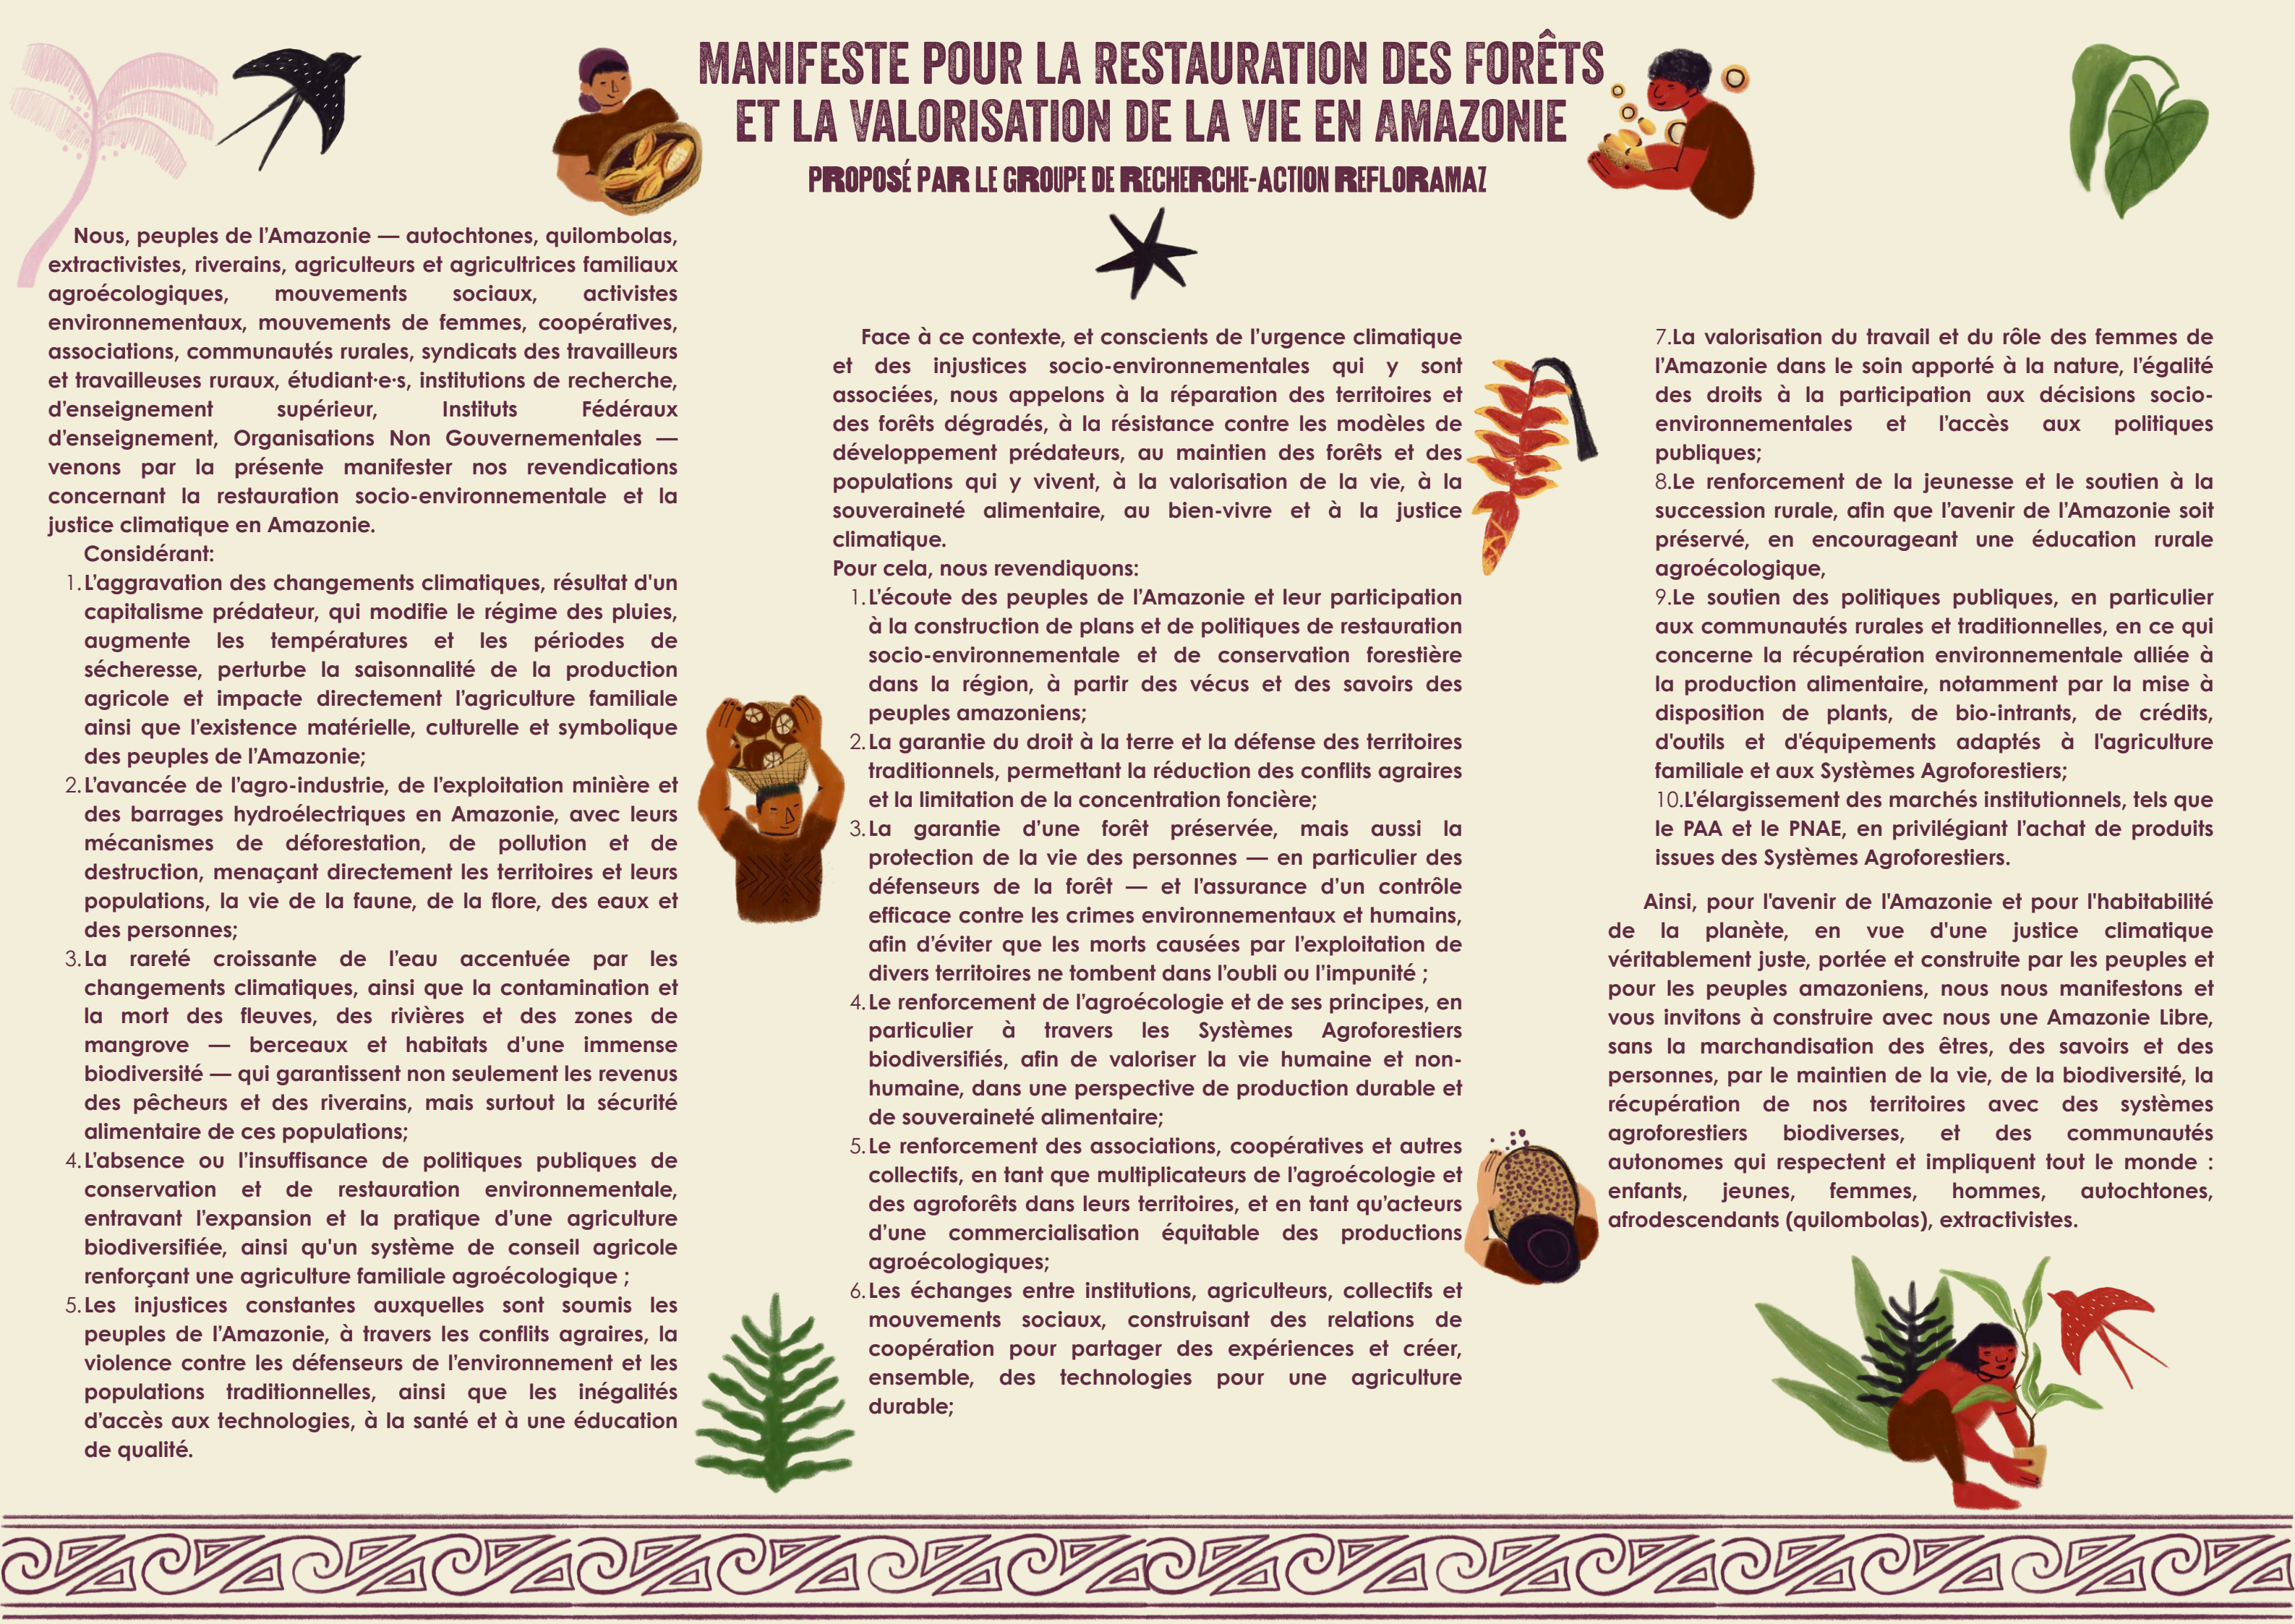 MANIFESTE POUR LA RESTAURATION DES FORÊTS
ET LA VALORISATION DE LA VIE EN AMAZONIE
PROPOSÉ PAR LE GROUPE DE RECHERCHE-ACTION REFLORAMAZ
Nous, peuples de l’Amazonie — autochtones, quilombolas,
extractivistes, riverains, agriculteurs et agricultrices familiaux
agroécologiques, mouvements sociaux, activistes
environnementaux, mouvements de femmes, coopératives,
associations, communautés rurales, syndicats des travailleurs
et travailleuses ruraux, étudiant·e·s, institutions de recherche,
d’enseignement supérieur, Instituts Fédéraux
d’enseignement, Organisations Non Gouvernementales —
venons par la présente manifester nos revendications
concernant la restauration socio-environnementale et la
justice climatique en Amazonie.
Considérant:
1. L’aggravation des changements climatiques, résultat d'un
capitalisme prédateur, qui modifie le régime des pluies,
augmente les températures et les périodes de
sécheresse, perturbe la saisonnalité de la production
agricole et impacte directement l’agriculture familiale
ainsi que l’existence matérielle, culturelle et symbolique
des peuples de l’Amazonie;
2. L’avancée de l’agro-industrie, de l’exploitation minière et
des barrages hydroélectriques en Amazonie, avec leurs
mécanismes de déforestation, de pollution et de
destruction, menaçant directement les territoires et leurs
populations, la vie de la faune, de la flore, des eaux et
des personnes;
3. La rareté croissante de l’eau accentuée par les
changements climatiques, ainsi que la contamination et
la mort des fleuves, des rivières et des zones de
mangrove — berceaux et habitats d’une immense
biodiversité — qui garantissent non seulement les revenus
des pêcheurs et des riverains, mais surtout la sécurité
alimentaire de ces populations;
4. L’absence ou l’insuffisance de politiques publiques de
conservation et de restauration environnementale,
entravant l’expansion et la pratique d’une agriculture
biodiversifiée, ainsi qu'un système de conseil agricole
renforçant une agriculture familiale agroécologique ;
5. Les injustices constantes auxquelles sont soumis les
peuples de l’Amazonie, à travers les conflits agraires, la
violence contre les défenseurs de l’environnement et les
populations traditionnelles, ainsi que les inégalités
d’accès aux technologies, à la santé et à une éducation
de qualité.
Face à ce contexte, et conscients de l’urgence climatique
et des injustices socio-environnementales qui y sont
associées, nous appelons à la réparation des territoires et
des forêts dégradés, à la résistance contre les modèles de
développement prédateurs, au maintien des forêts et des
populations qui y vivent, à la valorisation de la vie, à la
souveraineté alimentaire, au bien-vivre et à la justice
climatique.
Pour cela, nous revendiquons:
1. L’écoute des peuples de l’Amazonie et leur participation
à la construction de plans et de politiques de restauration
socio-environnementale et de conservation forestière
dans la région, à partir des vécus et des savoirs des
peuples amazoniens;
2. La garantie du droit à la terre et la défense des territoires
traditionnels, permettant la réduction des conflits agraires
et la limitation de la concentration foncière;
3. La garantie d’une forêt préservée, mais aussi la
protection de la vie des personnes — en particulier des
défenseurs de la forêt — et l’assurance d’un contrôle
efficace contre les crimes environnementaux et humains,
afin d’éviter que les morts causées par l’exploitation de
divers territoires ne tombent dans l’oubli ou l’impunité ;
4. Le renforcement de l’agroécologie et de ses principes, en
particulier à travers les Systèmes Agroforestiers
biodiversifiés, afin de valoriser la vie humaine et non-
humaine, dans une perspective de production durable et
de souveraineté alimentaire;
5. Le renforcement des associations, coopératives et autres
collectifs, en tant que multiplicateurs de l’agroécologie et
des agroforêts dans leurs territoires, et en tant qu’acteurs
d’une commercialisation équitable des productions
agroécologiques;
6. Les échanges entre institutions, agriculteurs, collectifs et
mouvements sociaux, construisant des relations de
coopération pour partager des expériences et créer,
ensemble, des technologies pour une agriculture
durable;
7.La valorisation du travail et du rôle des femmes de
l’Amazonie dans le soin apporté à la nature, l’égalité
des droits à la participation aux décisions socio-
environnementales et l’accès aux politiques
publiques;
8.Le renforcement de la jeunesse et le soutien à la
succession rurale, afin que l’avenir de l’Amazonie soit
préservé, en encourageant une éducation rurale
agroécologique,
9.Le soutien des politiques publiques, en particulier
aux communautés rurales et traditionnelles, en ce qui
concerne la récupération environnementale alliée à
la production alimentaire, notamment par la mise à
disposition de plants, de bio-intrants, de crédits,
d'outils et d'équipements adaptés à l'agriculture
familiale et aux Systèmes Agroforestiers;
10.L’élargissement des marchés institutionnels, tels que
le PAA et le PNAE, en privilégiant l’achat de produits
issues des Systèmes Agroforestiers.
Ainsi, pour l'avenir de l'Amazonie et pour l'habitabilité
de la planète, en vue d'une justice climatique
véritablement juste, portée et construite par les peuples et
pour les peuples amazoniens, nous nous manifestons et
vous invitons à construire avec nous une Amazonie Libre,
sans la marchandisation des êtres, des savoirs et des
personnes, par le maintien de la vie, de la biodiversité, la
récupération de nos territoires avec des systèmes
agroforestiers biodiverses, et des communautés
autonomes qui respectent et impliquent tout le monde :
enfants, jeunes, femmes, hommes, autochtones,
afrodescendants (quilombolas), extractivistes.